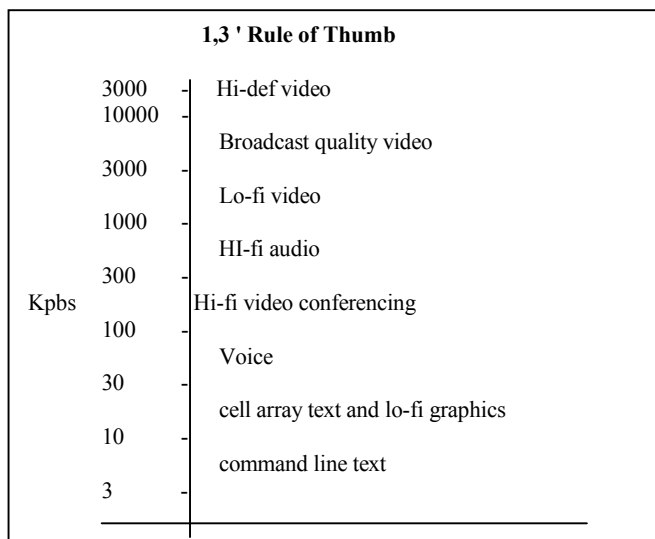 1,3 ' Rule of Thumb
3000 - Hi-def video
10000 -
Broadcast quality video
3000 -
Lo-fi video
1000 -
HI-fi audio
300 -
Kpbs Hi-fi video conferencing
100 -
Voice
30 -
cell array text and lo-fi graphics
10 -
command line text
3 -